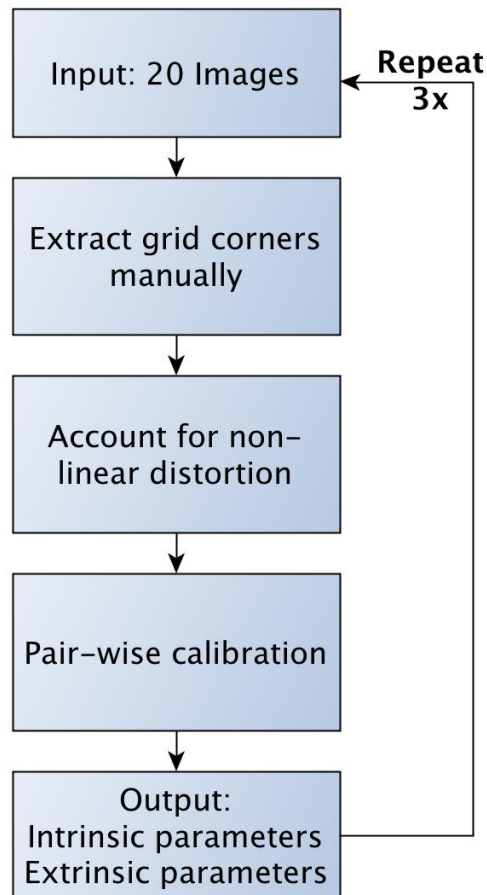 Input: 20 Images
Repeat
3x
Extract grid corners
manually
Account for non-
linear distortion
Pair-wise calibration
Output:
Intrinsic parameters
Extrinsic parameters